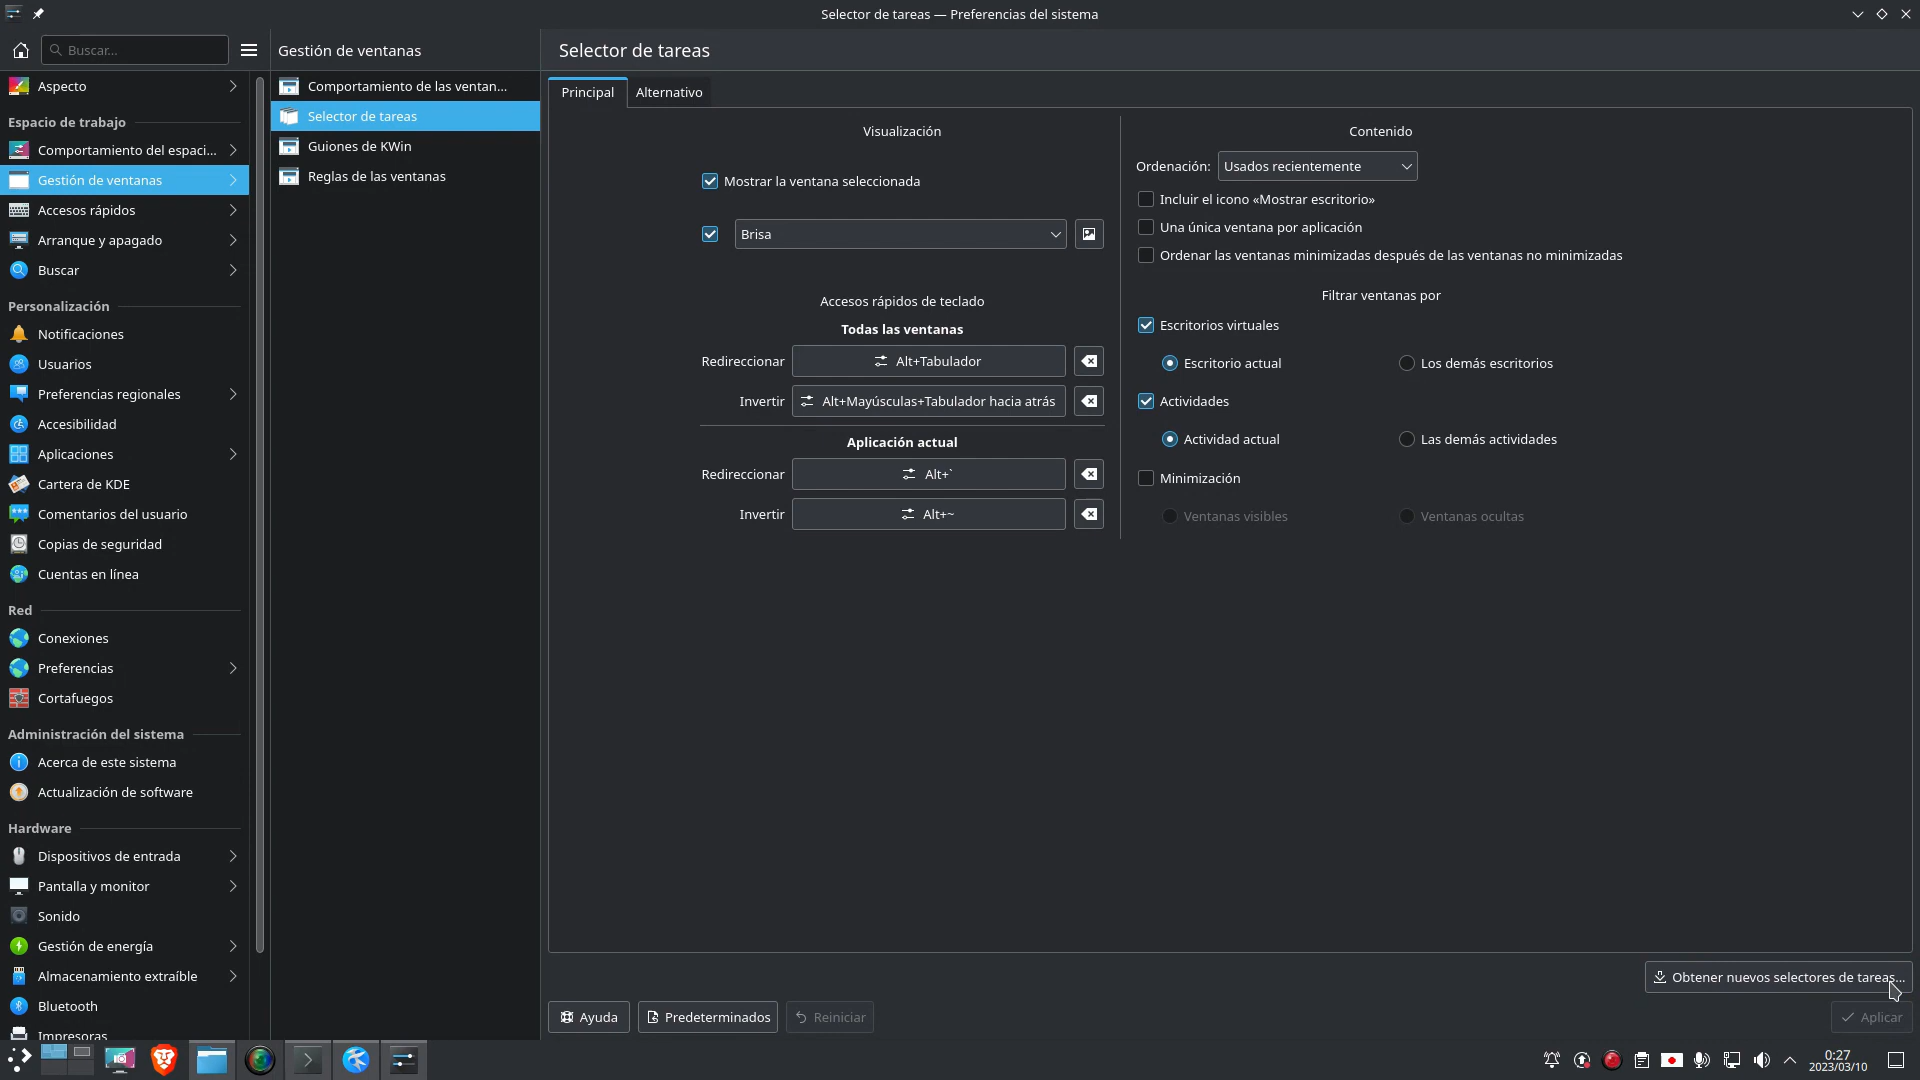 Selector de tareas — Preferencias del sistema
Buscar...
Gestión de ventanas
Selector de tareas
Aspecto
Espacio de trabajo
Comportamiento del espaci...
Gestión de ventanas
Accesos rápidos
Arranque y apagado
Buscar
Personalización
Notificaciones
Usuarios
Preferencias regionales
Accesibilidad
Aplicaciones
Cartera de KDE
Comentarios del usuario
Copias de seguridad
Cuentas en línea
Red
Conexiones
Preferencias
Cortafuegos
Administración del sistema
Acerca de este sistema
Actualización de software
Hardware
Dispositivos de entrada
Pantalla y monitor
Sonido
Gestión de energía
Almacenamiento extraíble
Bluetooth
Impresoras
Comportamiento de las ventan...
Selector de tareas
Guiones de KWin
Reglas de las ventanas
Principal
Alternativo
Visualización
Mostrar la ventana seleccionada
Brisa
Accesos rápidos de teclado
Todas las ventanas
Redireccionar Alt+Tabulador
Invertir Alt+Mayúsculas+Tabulador hacia atrás
Aplicación actual
Redireccionar Alt+`
Invertir Alt+~
Contenido
Ordenación: Usados recientemente
Incluir el icono «Mostrar escritorio»
Una única ventana por aplicación
Ordenar las ventanas minimizadas después de las ventanas no minimizadas
Filtrar ventanas por
Escritorios virtuales
Escritorio actual Los demás escritorios
Actividades
Actividad actual Las demás actividades
Minimización
Ventanas visibles Ventanas ocultas
Obtener nuevos selectores de tareas...
Ayuda Predeterminados Reiniciar Aplicar
0:27
2023/03/10